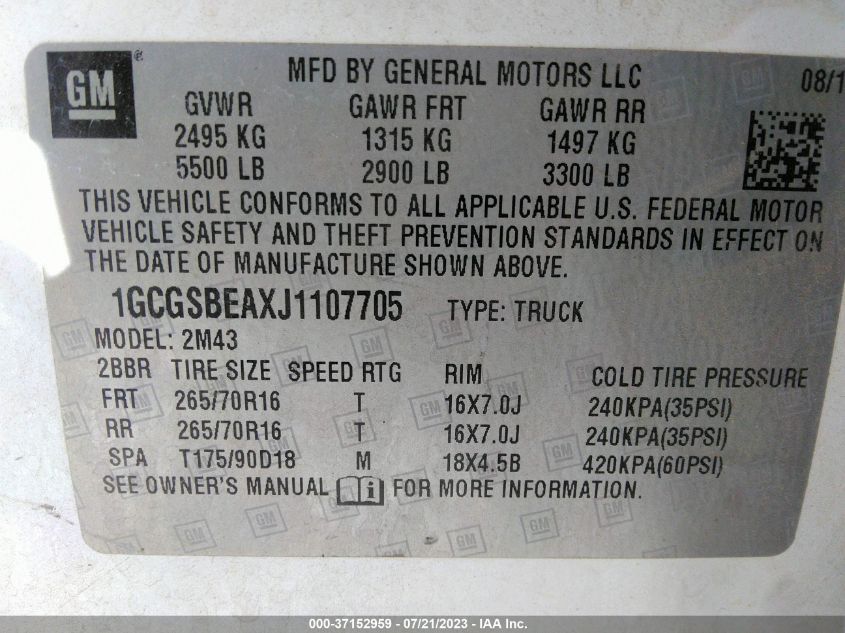 GM ® MFD BY GENERAL MOTORS LLC 08/1
GVWR GAWR FRT GAWR RR
2495 KG 1315 KG 1497 KG
5500 LB 2900 LB 3300 LB
THIS VEHICLE CONFORMS TO ALL APPLICABLE U.S. FEDERAL MOTOR
VEHICLE SAFETY AND THEFT PREVENTION STANDARDS IN EFFECT ON
THE DATE OF MANUFACTURE SHOWN ABOVE.
1GCGSBEAXJ1107705 TYPE: TRUCK
MODEL: 2M43
2BBR TIRE SIZE SPEED RTG RIM COLD TIRE PRESSURE
FRT 265/70R16 T 16X7.0J 240KPA(35PSI)
RR 265/70R16 T 16X7.0J 240KPA(35PSI)
SPA T175/90D18 M 18X4.5B 420KPA(60PSI)
SEE OWNER'S MANUAL i FOR MORE INFORMATION.
000-37152959 - 07/21/2023 - IAA Inc.